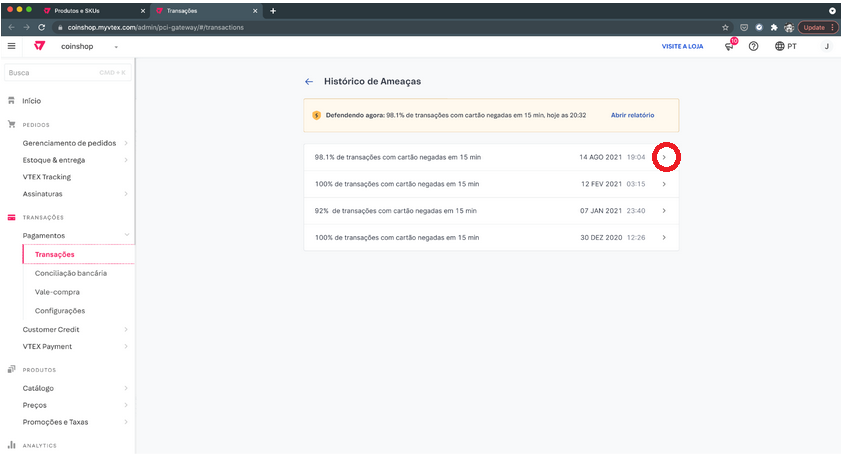 Produtos e SKUs
Transações
coinshop.myvtex.com/admin/pci-gateway/#/transactions
Update
coinshop
VISITE A LOJA
10
PT
J
Busca
CMD + K
Início
PEDIDOS
Gerenciamento de pedidos
Estoque & entrega
VTEX Tracking
Assinaturas
TRANSAÇÕES
Pagamentos
Transações
Conciliação bancária
Vale-compra
Configurações
Customer Credit
VTEX Payment
PRODUTOS
Catálogo
Preços
Promoções e Taxas
ANALYTICS
Histórico de Ameaças
Defendendo agora: 98.1% de transações com cartão negadas em 15 min, hoje as 20:32 Abrir relatório
98.1% de transações com cartão negadas em 15 min 14 AGO 2021 19:04
100% de transações com cartão negadas em 15 min 12 FEV 2021 03:15
92% de transações com cartão negadas em 15 min 07 JAN 2021 23:40
100% de transações com cartão negadas em 15 min 30 DEZ 2020 12:26